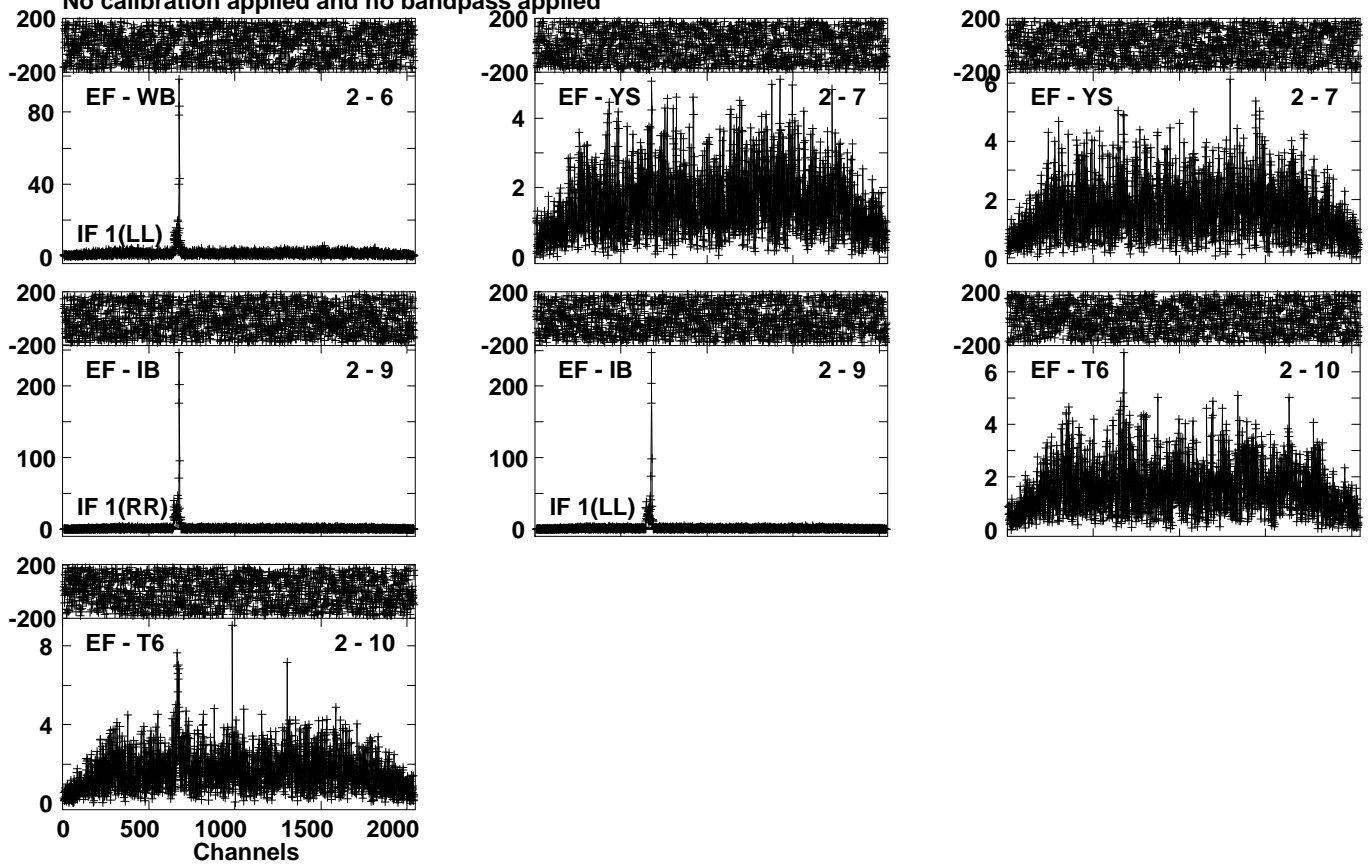 No calibration applied and no bandpass applied
200 200 200
-200 -200 -200
EF - WB 2 - 6 EF - YS 2 - 7 EF - YS 2 - 7
80 4 6
40 2 4
IF 1(LL) 2
0 0 0
200 200 200
-200 -200 -200
EF - IB 2 - 9 EF - IB 2 - 9 EF - T6 2 - 10
200 200 6
100 100 4
IF 1(RR) IF 1(LL) 2
0 0 0
200
-200
EF - T6 2 - 10
8
4
0
0 500 1000 1500 2000
Channels